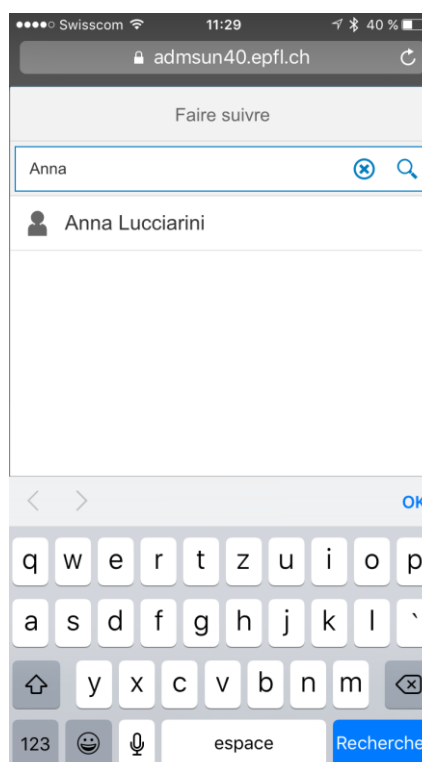 Swisscom 11:29 40 %
admsun40.epfl.ch
Faire suivre
Anna
Anna Lucciarini
OK
q w e r t z u i o p
a s d f g h j k l `
y x c v b n m
123 espace Recherche